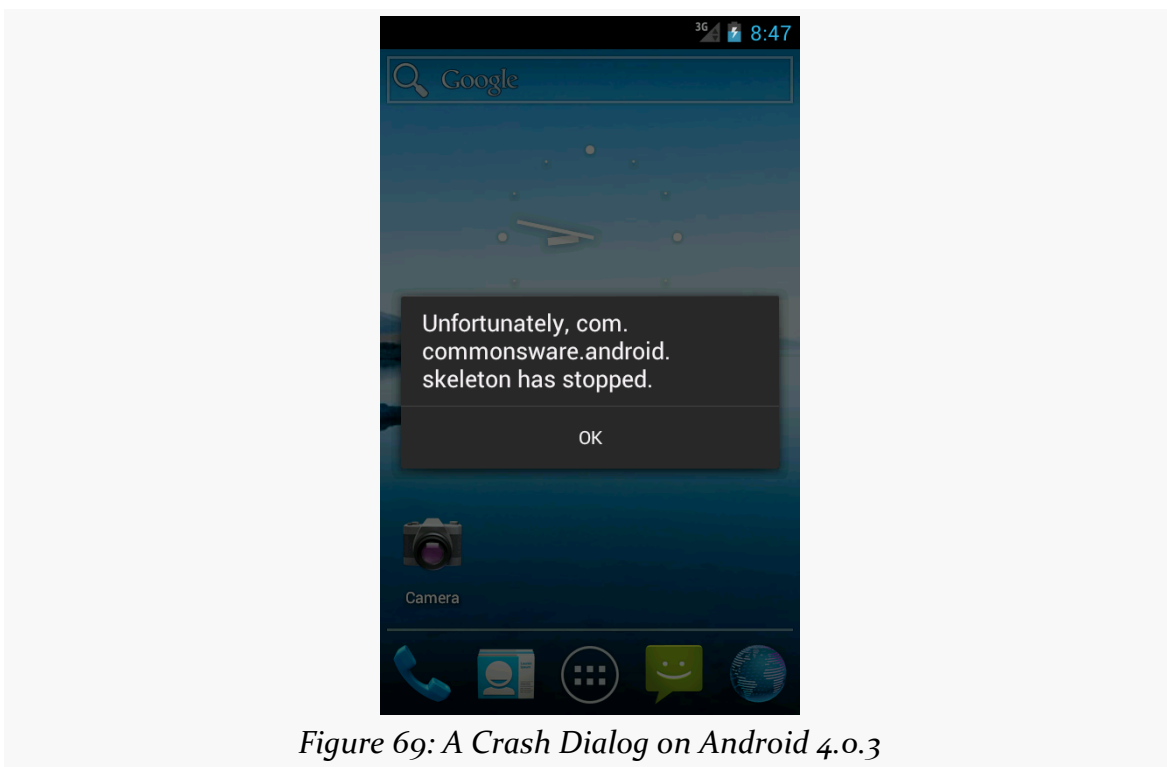 3G 8:47
Google
Unfortunately, com.
commonsware.android.
skeleton has stopped.
OK
Camera
Figure 69: A Crash Dialog on Android 4.0.3